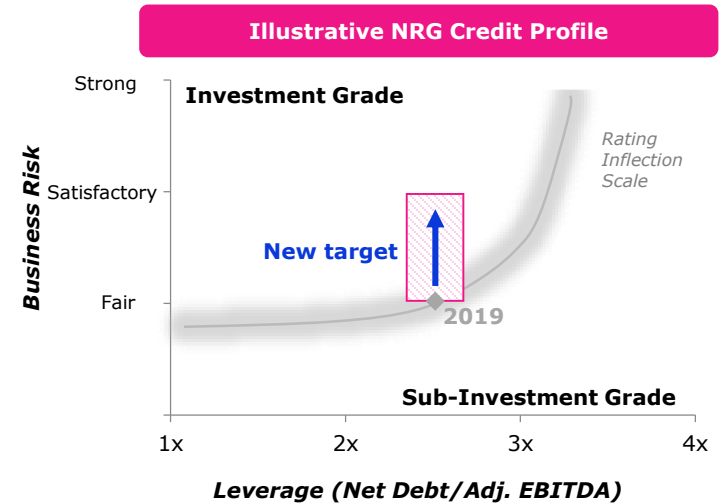 Illustrative NRG Credit Profile
Strong
Investment Grade
Rating
Inflection
Scale
Business Risk
Satisfactory
New target
Fair
2019
Sub-Investment Grade
1x
2x
3x
4x
Leverage (Net Debt/Adj. EBITDA)